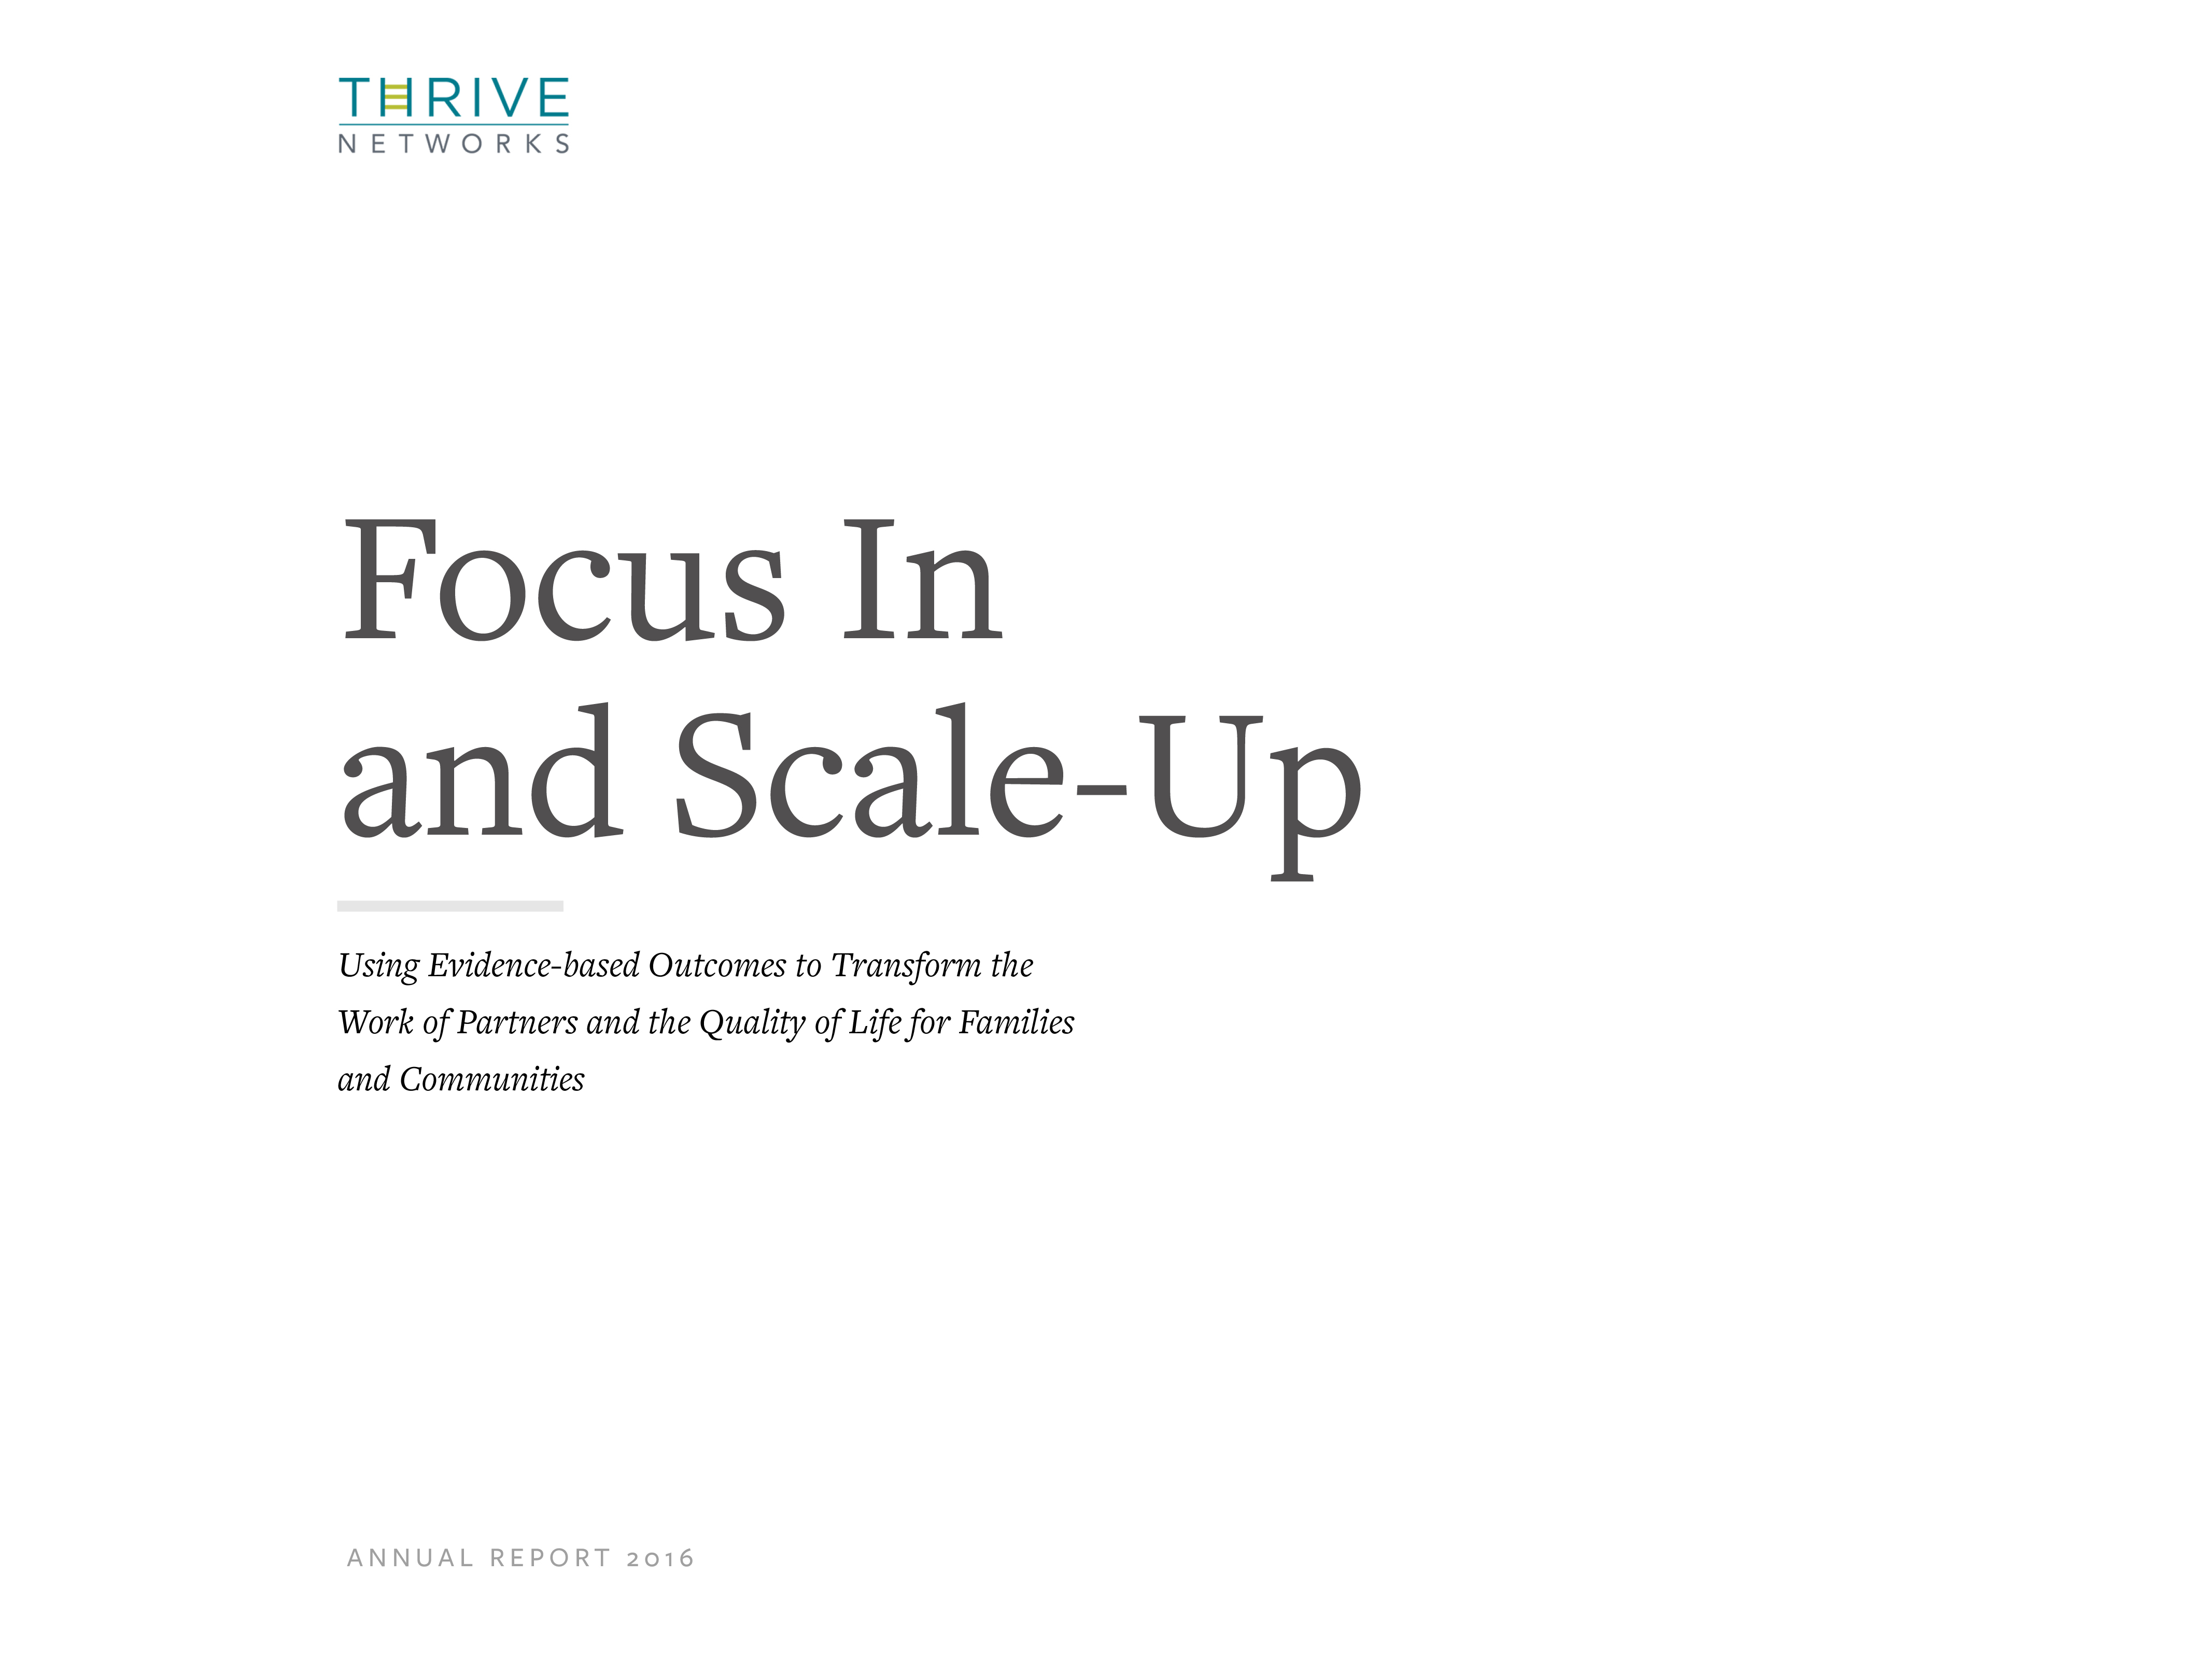 THRIVE
NETWORKS
Focus In
and Scale-Up
Using Evidence-based Outcomes to Transform the
Work of Partners and the Quality of Life for Families
and Communities
ANNUAL REPORT 2016